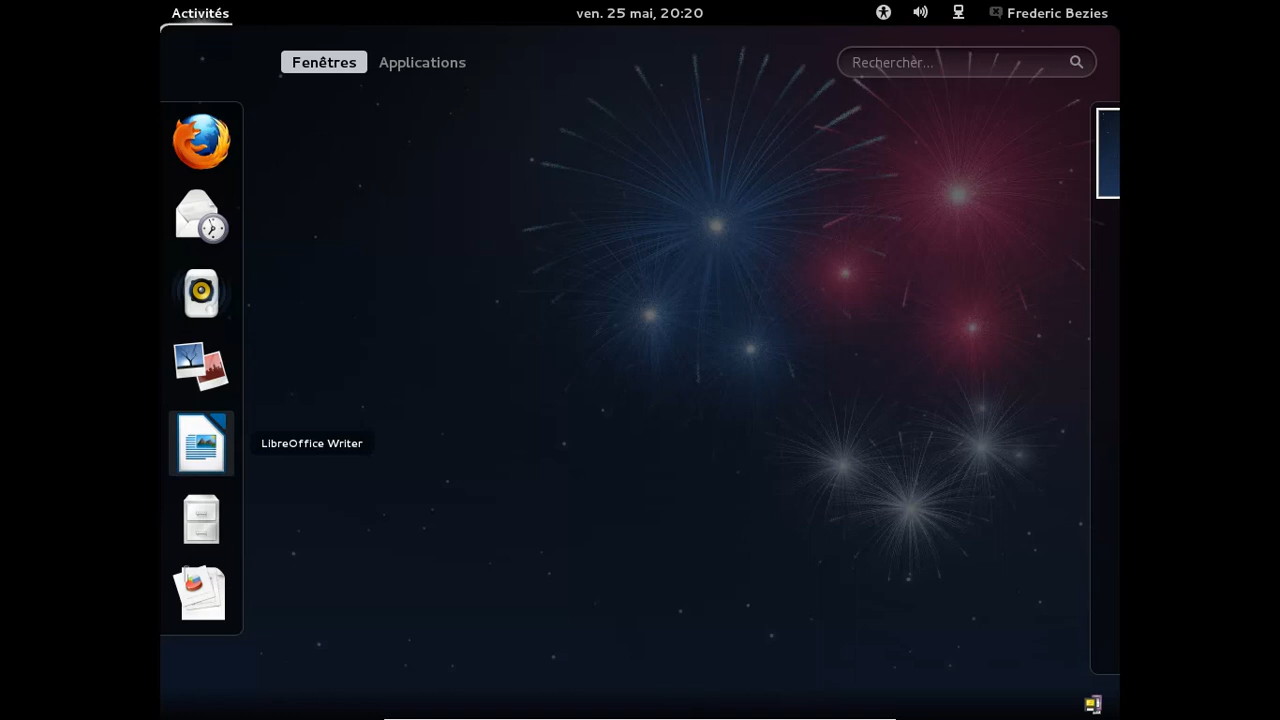 Activités ven. 25 mai, 20:20 Frederic Bezies
Fenêtres Applications Rechercher...
LibreOffice Writer